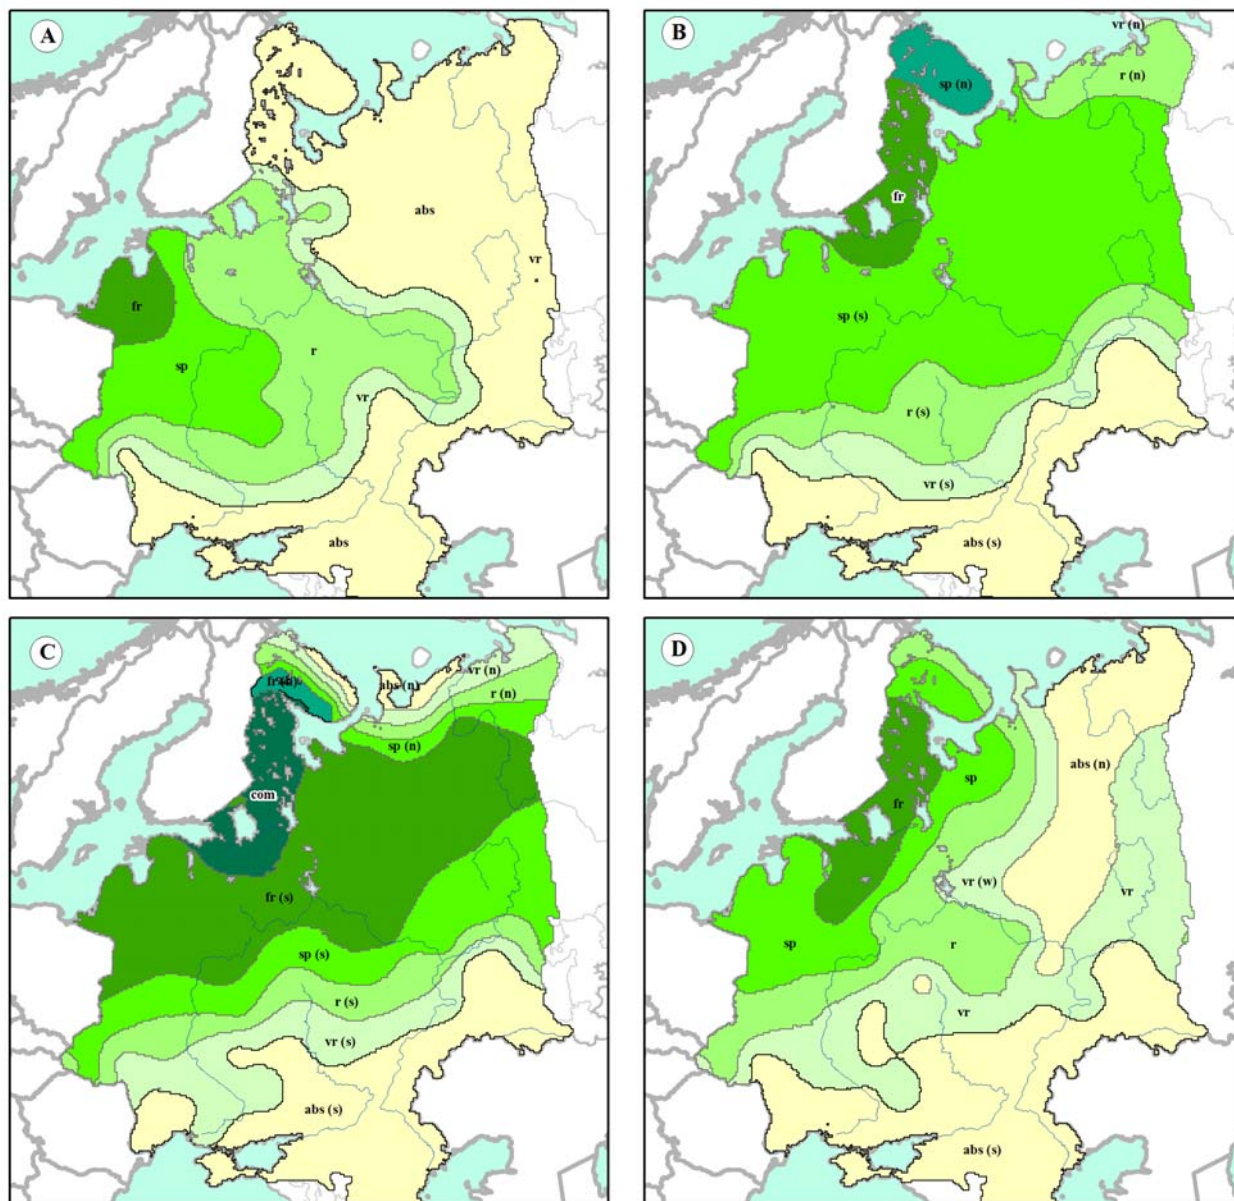 A
abs
fr
vr
sp
r
vr
abs
B
vr (n)
r (n)
sp (n)
fr
sp (s)
r (s)
vr (s)
abs (s)
C
abs (n)
vr (n)
r (n)
sp (n)
com
fr (s)
sp (s)
r (s)
vr (s)
abs (s)
D
abs (n)
sp
fr
vr (w)
vr
sp
r
vr
abs (s)